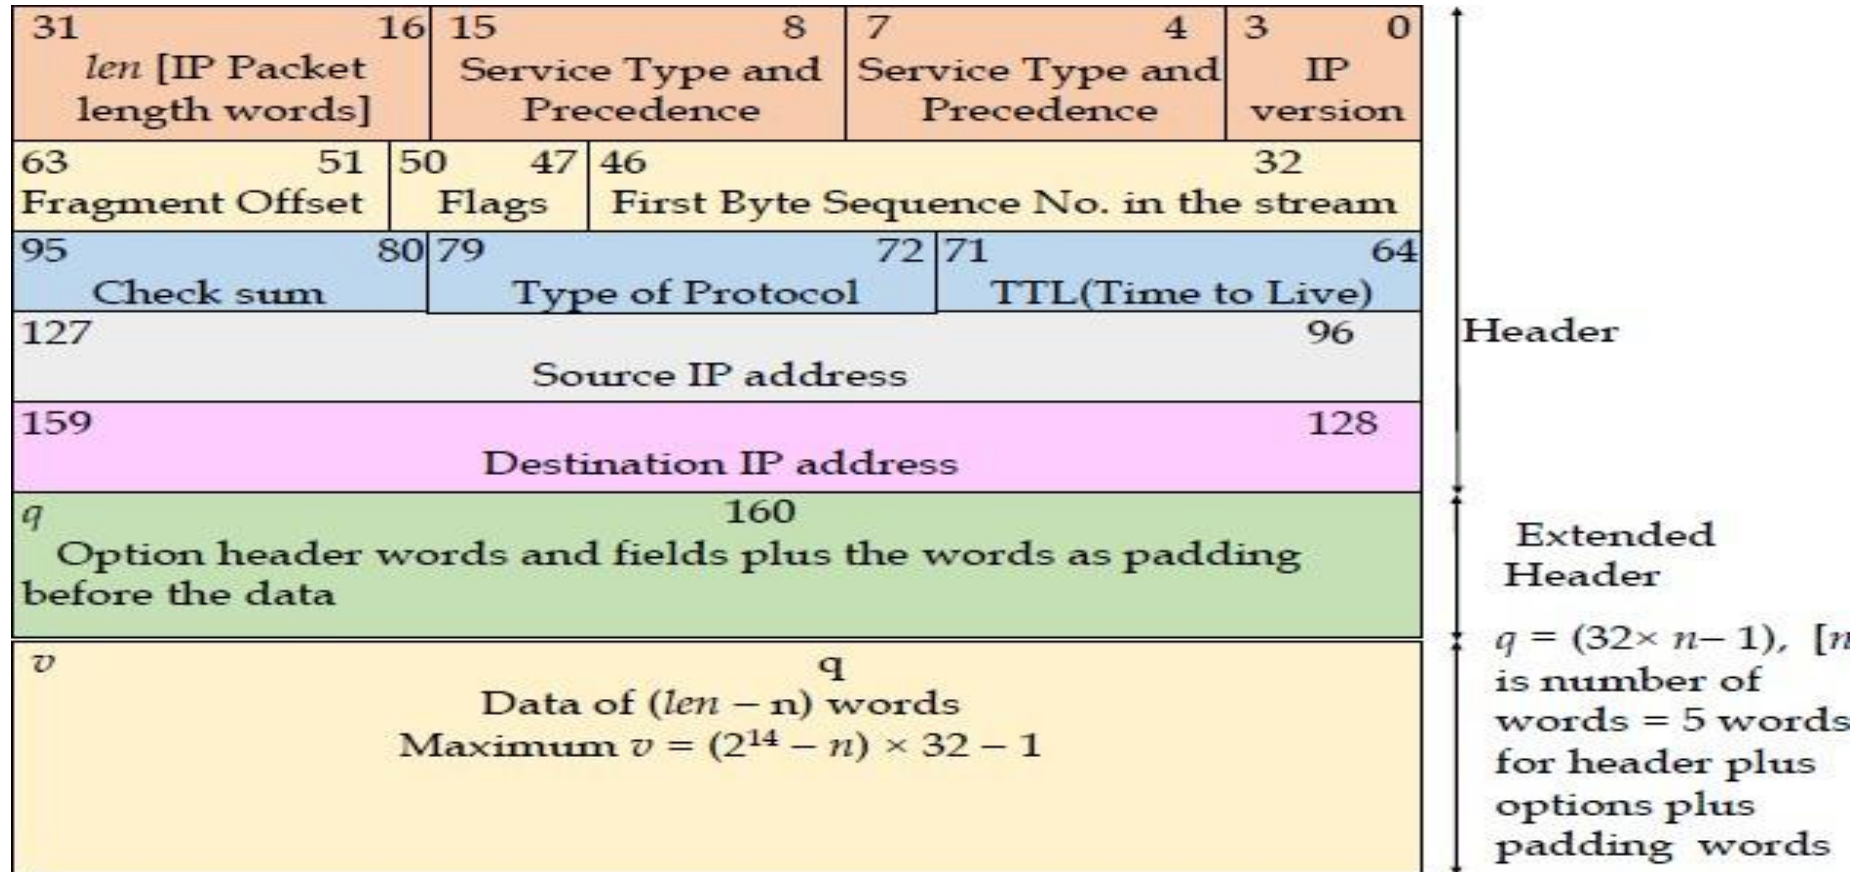 31 16 15 8 7 4 3 0
len [IP Packet Service Type and Service Type and IP
length words] Precedence Precedence version
63 51 50 47 46 32
Fragment Offset Flags First Byte Sequence No. in the stream
95 80 79 72 71 64
Check sum Type of Protocol TTL(Time to Live)
127 96
Source IP address
159 128
Destination IP address
Header
q 160
Option header words and fields plus the words as padding
before the data
Extended
Header
v q
Data of (len – n) words
Maximum v = (2¹⁴ – n) × 32 – 1
q = (32× n– 1), [n
is number of
words = 5 words
for header plus
options plus
padding words